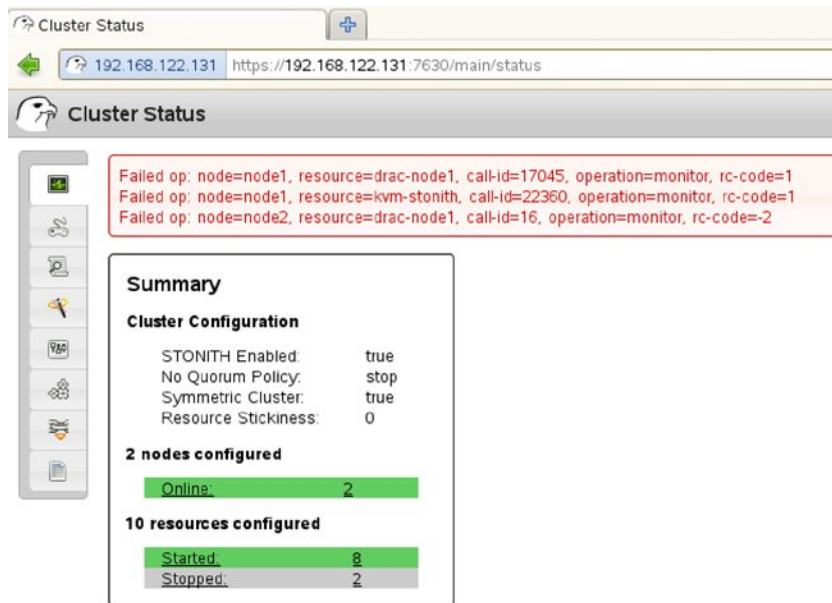 Cluster Status
192.168.122.131 https://192.168.122.131:7630/main/status
Cluster Status
Failed op: node=node1, resource=drac-node1, call-id=17045, operation=monitor, rc-code=1
Failed op: node=node1, resource=kvm-stonith, call-id=22360, operation=monitor, rc-code=1
Failed op: node=node2, resource=drac-node1, call-id=16, operation=monitor, rc-code=-2
Summary
Cluster Configuration
STONITH Enabled: true
No Quorum Policy: stop
Symmetric Cluster: true
Resource Stickiness: 0
2 nodes configured
Online: 2
10 resources configured
Started: 8
Stopped: 2